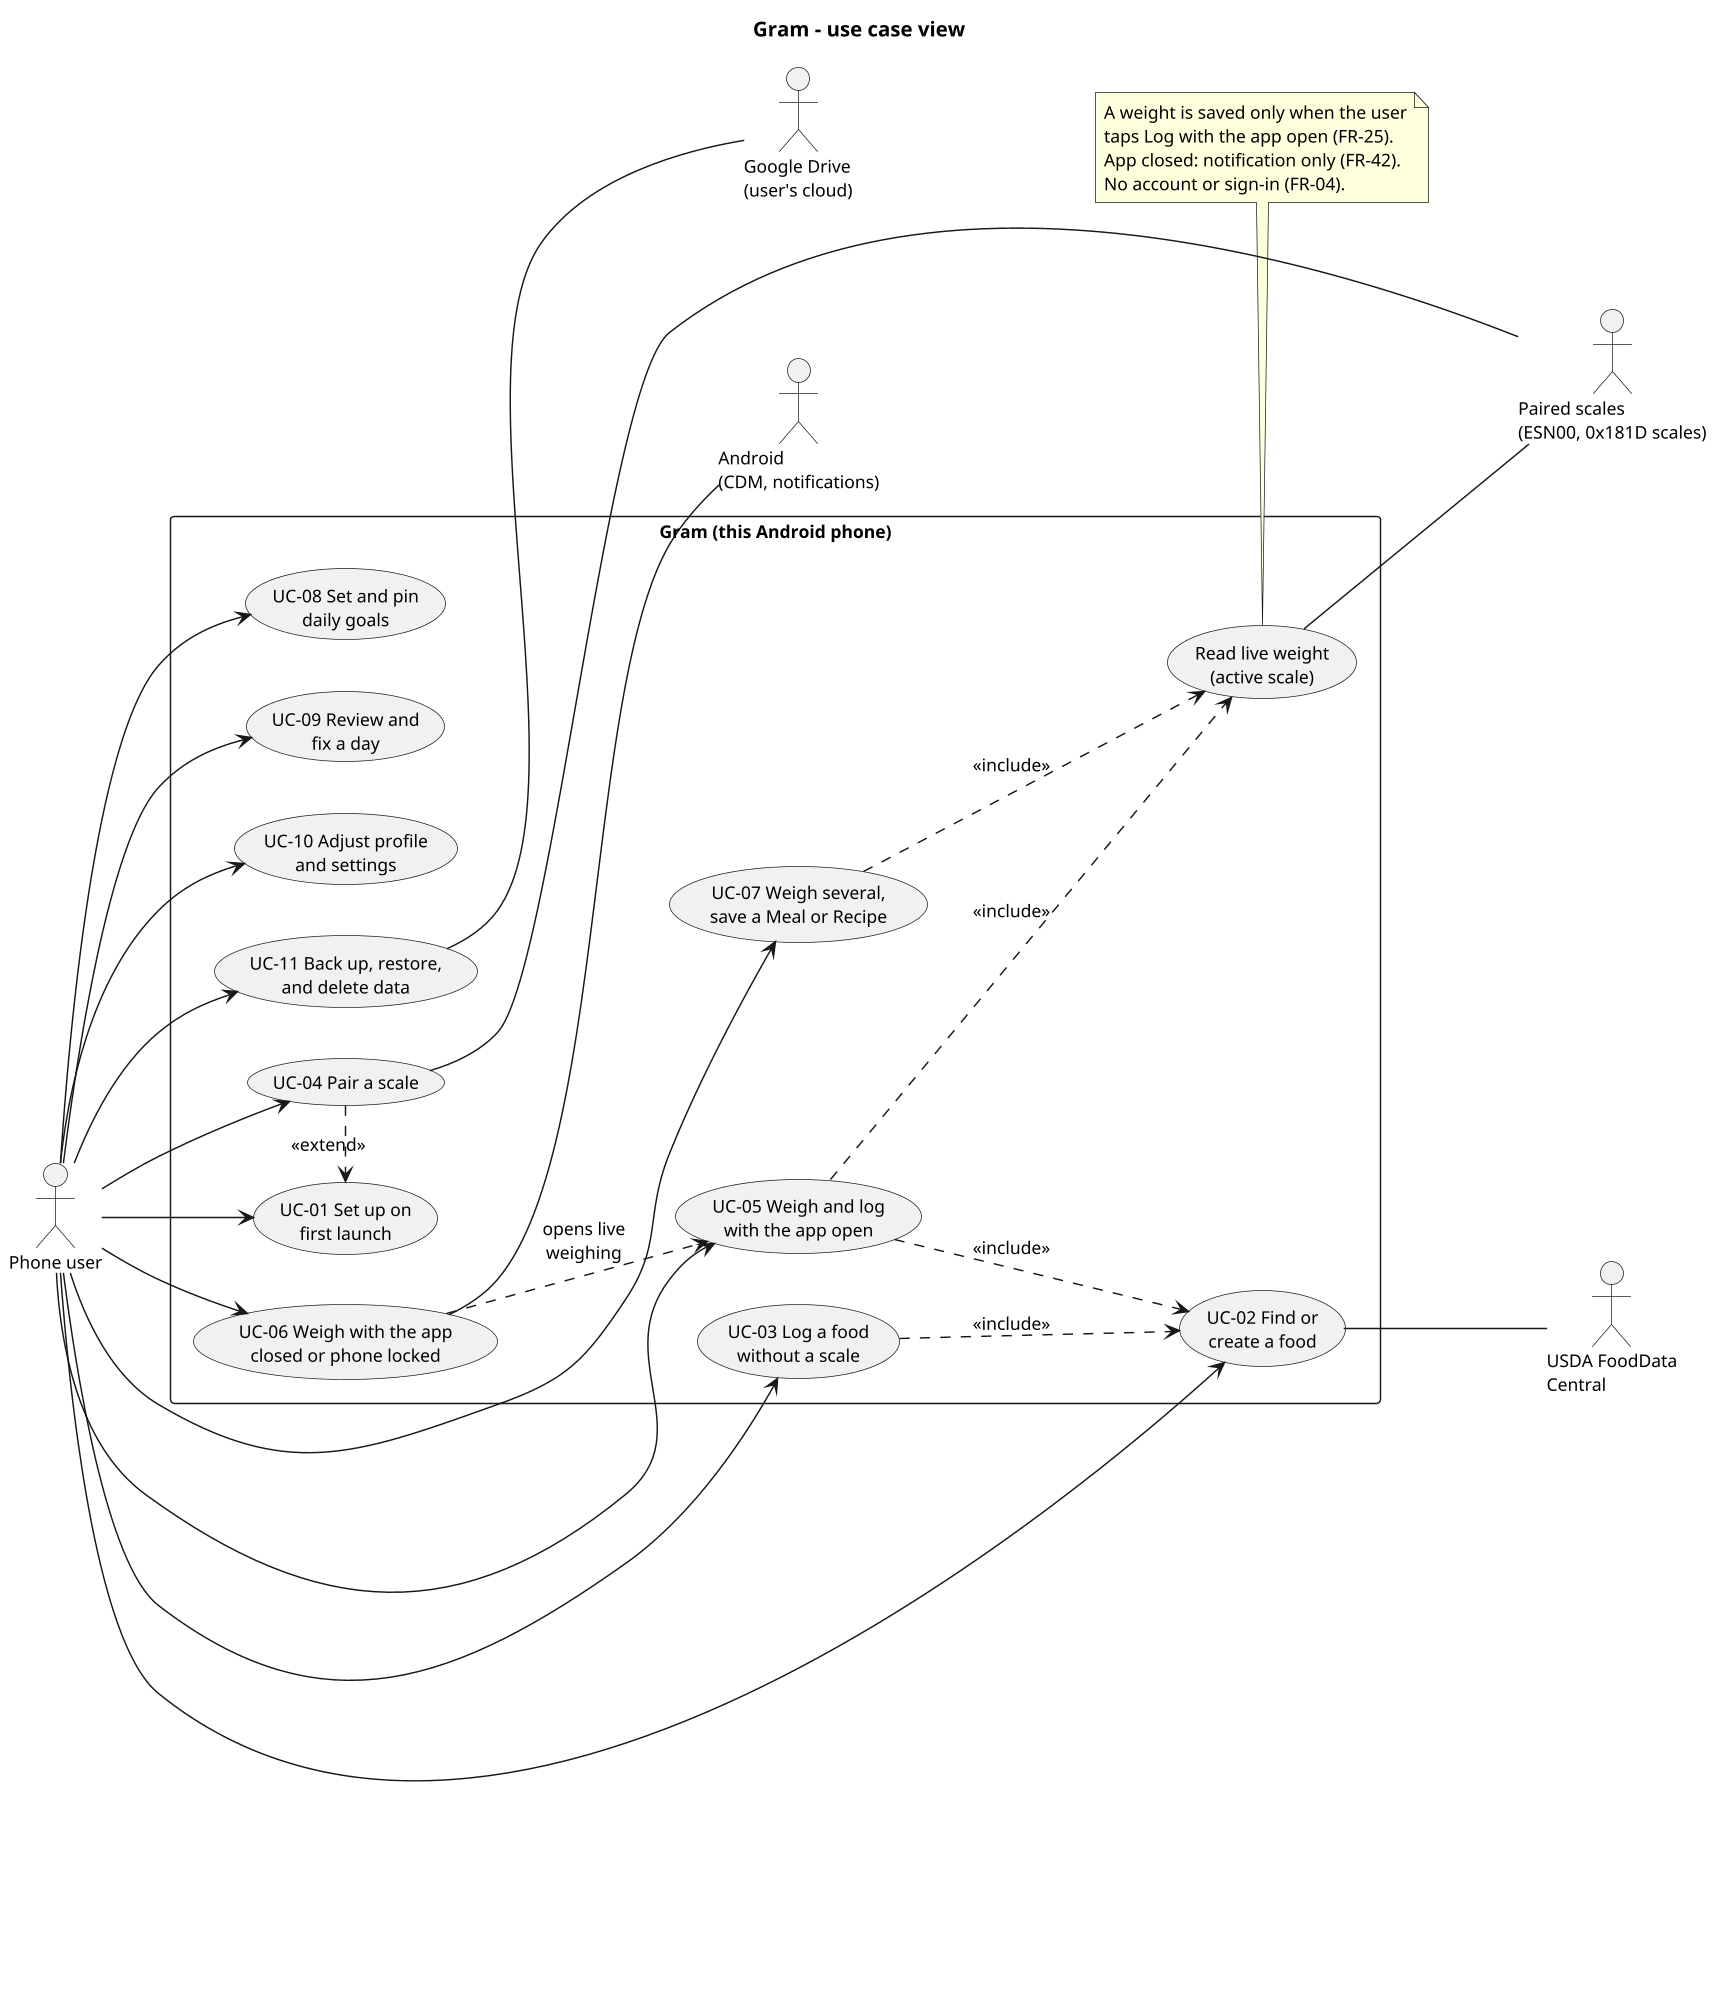 Gram - use case view
Google Drive
(user's cloud)
A weight is saved only when the user
taps Log with the app open (FR-25).
App closed: notification only (FR-42).
No account or sign-in (FR-04).
Paired scales
(ESN00, 0x181D scales)
Android
(CDM, notifications)
Gram (this Android phone)
UC-08 Set and pin
daily goals
Read live weight
(active scale)
UC-09 Review and
fix a day
«include»
UC-10 Adjust profile
and settings
UC-07 Weigh several,
save a Meal or Recipe
«include»
UC-11 Back up, restore,
and delete data
UC-04 Pair a scale
«extend»
UC-01 Set up on
first launch
Phone user
opens live
weighing
UC-05 Weigh and log
with the app open
«include»
UC-06 Weigh with the app
closed or phone locked
UC-03 Log a food
without a scale
«include»
UC-02 Find or
create a food
USDA FoodData
Central